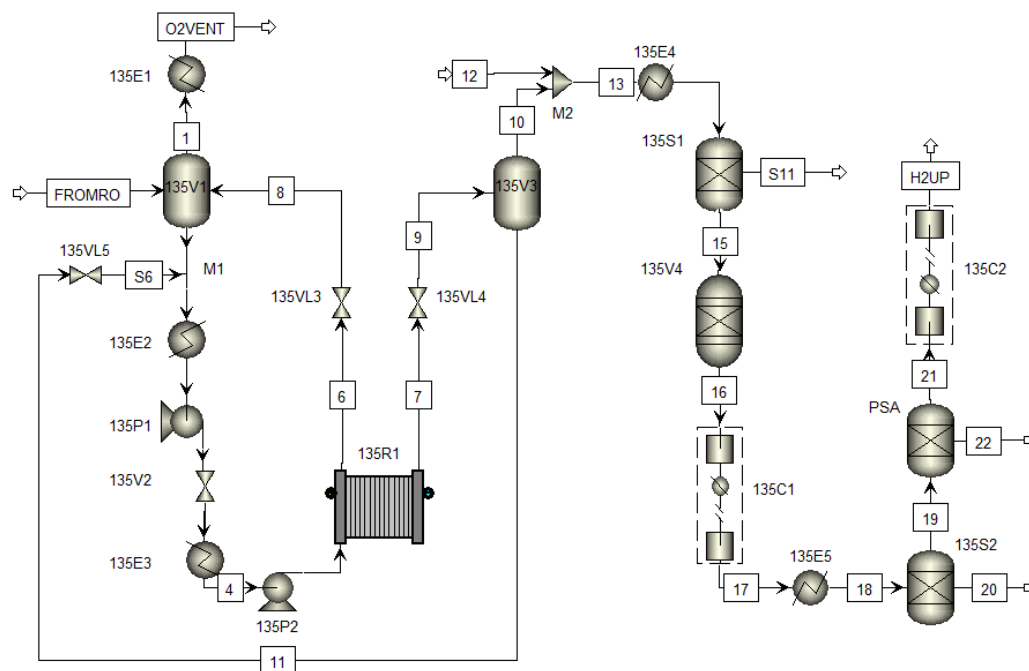 O2VENT
135E1
1
135V1
FROMRO
8
135VL5
S6
M1
135E2
135P1
135V2
135E3
4
135P2
11
135VL3
6
135R1
135VL4
9
7
135V3
10
12
M2
13
135E4
135S1
S11
15
135V4
16
135C1
17
135E5
18
135S2
20
19
PSA
22
21
135C2
H2UP